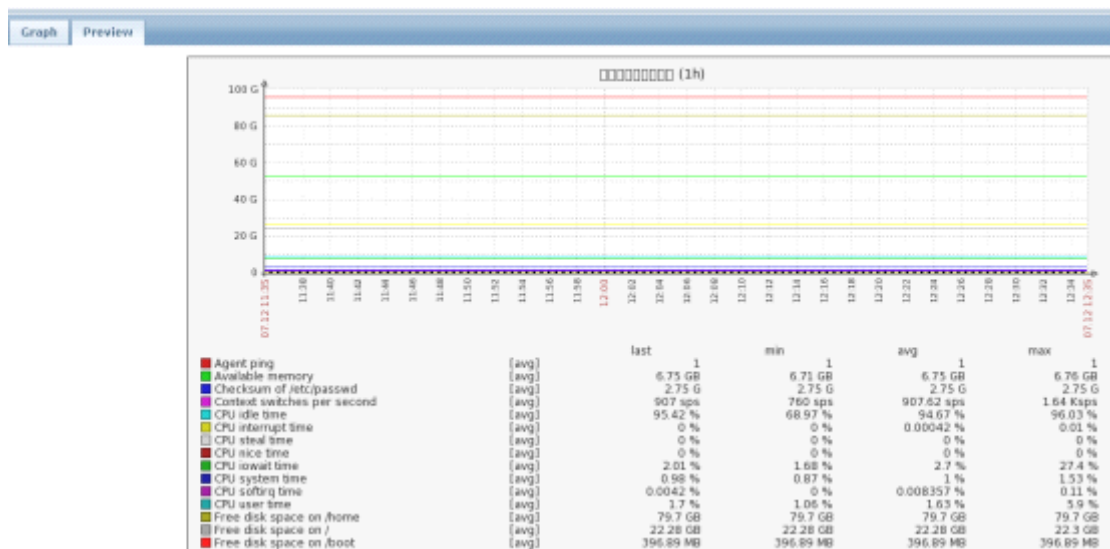 Graph Preview
(1h)
100 G
80 G
60 G
40 G
20 G
0
07.12 11:35 11:38 11:40 11:42 11:44 11:46 11:48 11:50 11:52 11:54 11:56 11:58 12:00 12:02 12:04 12:06 12:08 12:10 12:12 12:14 12:16 12:18 12:20 12:22 12:24 12:26 12:28 12:30 12:32 12:34 07.12 12:35
last min avg max
Agent ping [avg] 1 1 1 1
Available memory [avg] 6.75 GB 6.71 GB 6.75 GB 6.76 GB
Checksum of /etc/passwd [avg] 2.75 G 2.75 G 2.75 G 2.75 G
Context switches per second [avg] 907 sps 760 sps 907.62 sps 1.64 Ksps
CPU idle time [avg] 95.42 % 68.97 % 94.67 % 96.03 %
CPU interrupt time [avg] 0 % 0 % 0.00042 % 0.01 %
CPU steal time [avg] 0 % 0 % 0 % 0 %
CPU nice time [avg] 0 % 0 % 0 % 0 %
CPU iowait time [avg] 2.01 % 1.68 % 2.7 % 27.4 %
CPU system time [avg] 0.98 % 0.87 % 1 % 1.53 %
CPU softirq time [avg] 0.0042 % 0 % 0.008357 % 0.11 %
CPU user time [avg] 1.7 % 1.06 % 1.63 % 5.9 %
Free disk space on /home [avg] 79.7 GB 79.7 GB 79.7 GB 79.7 GB
Free disk space on / [avg] 22.28 GB 22.28 GB 22.28 GB 22.3 GB
Free disk space on /boot [avg] 396.89 MB 396.89 MB 396.89 MB 396.89 MB